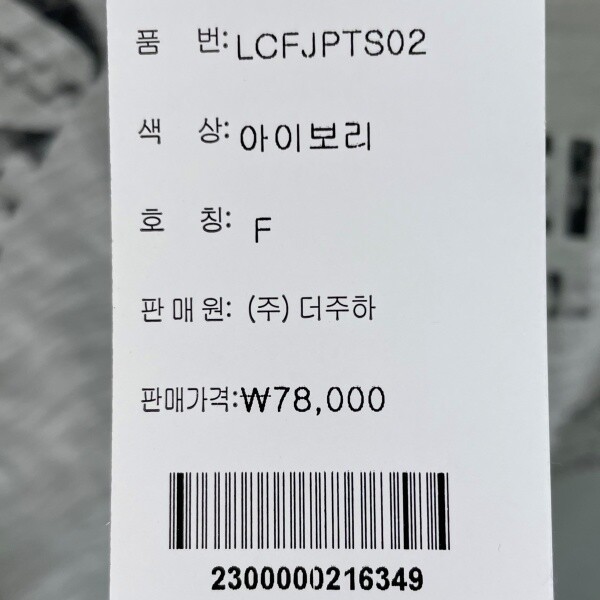 품 번: LCFJPTS02
색 상: 아이보리
호 칭: F
판매원: (주) 더주하
판매가격:₩78,000
2300000216349